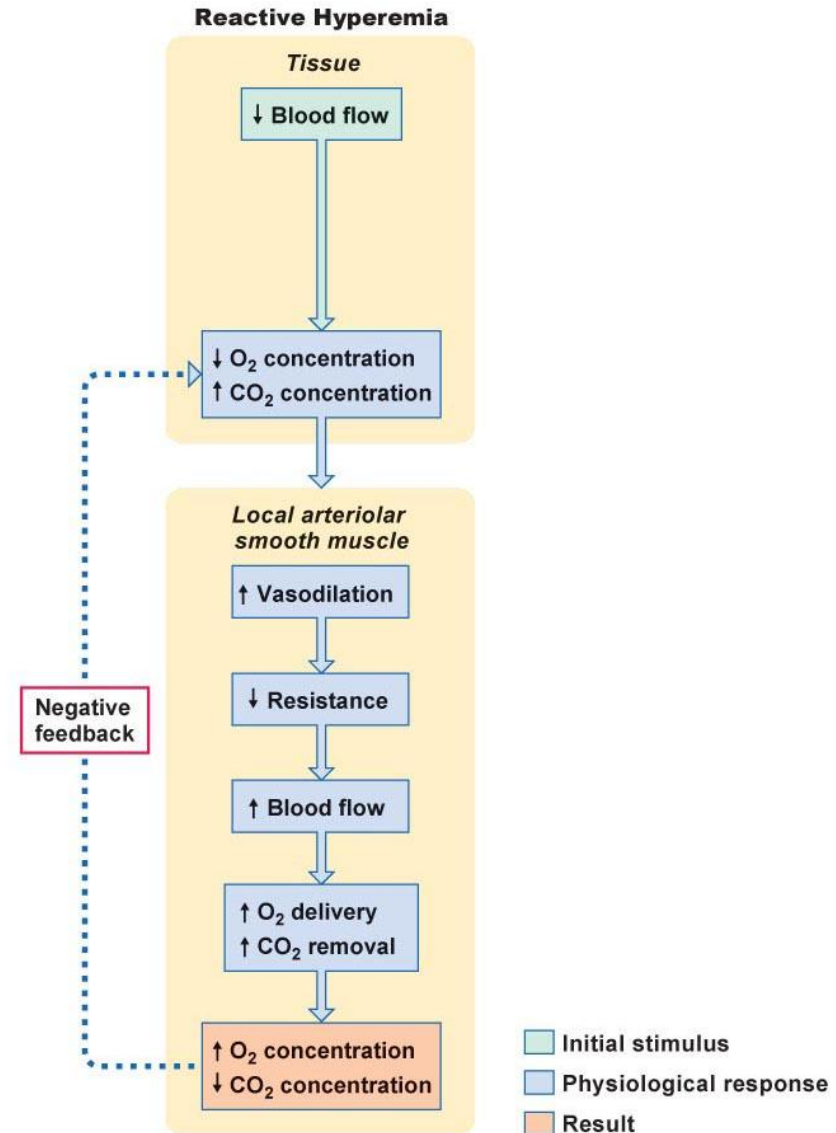 Reactive Hyperemia
Tissue
↓ Blood flow
↓ O₂ concentration
↑ CO₂ concentration
Local arteriolar
smooth muscle
↑ Vasodilation
↓ Resistance
Negative
feedback
↑ Blood flow
↑ O₂ delivery
↑ CO₂ removal
↑ O₂ concentration
↓ CO₂ concentration
Initial stimulus
Physiological response
Result